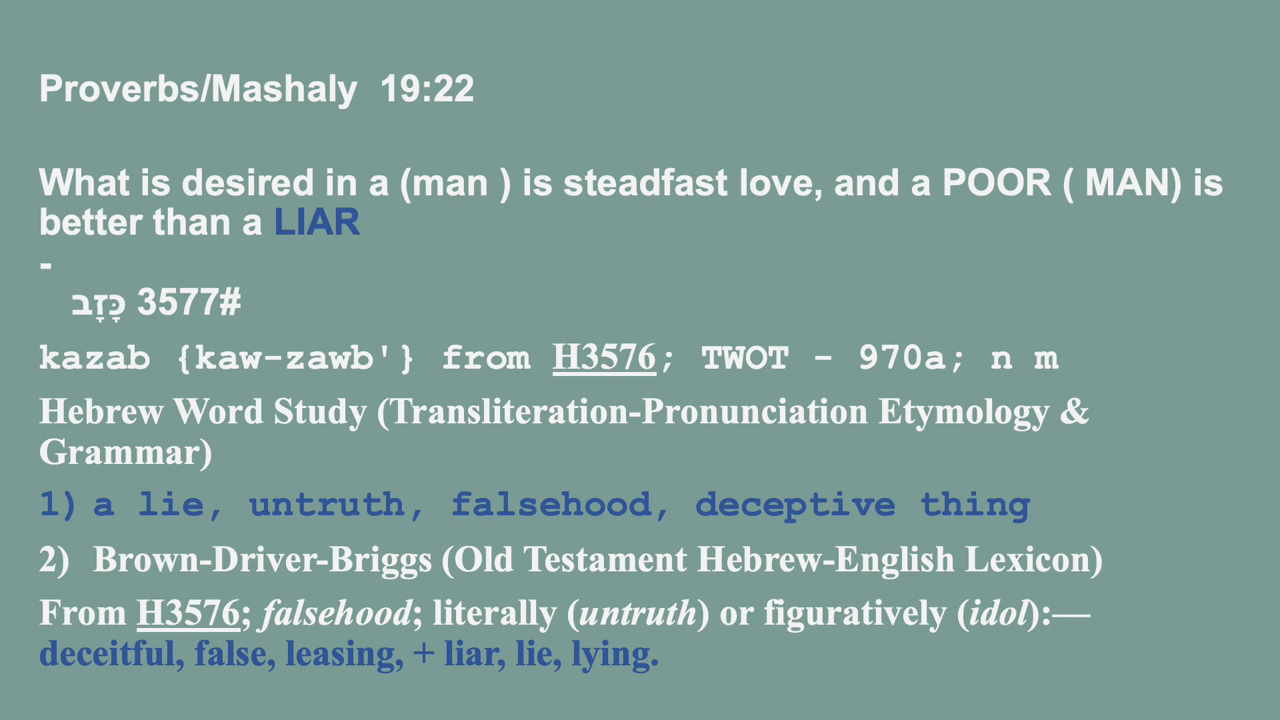 Proverbs/Mashaly 19:22
What is desired in a (man ) is steadfast love, and a POOR ( MAN) is
better than a LIAR
-
כָּזָב 3577#
kazab {kaw-zawb'} from H3576; TWOT - 970a; n m
Hebrew Word Study (Transliteration-Pronunciation Etymology &
Grammar)
1) a lie, untruth, falsehood, deceptive thing
2) Brown-Driver-Briggs (Old Testament Hebrew-English Lexicon)
From H3576; falsehood; literally (untruth) or figuratively (idol):—
deceitful, false, leasing, + liar, lie, lying.